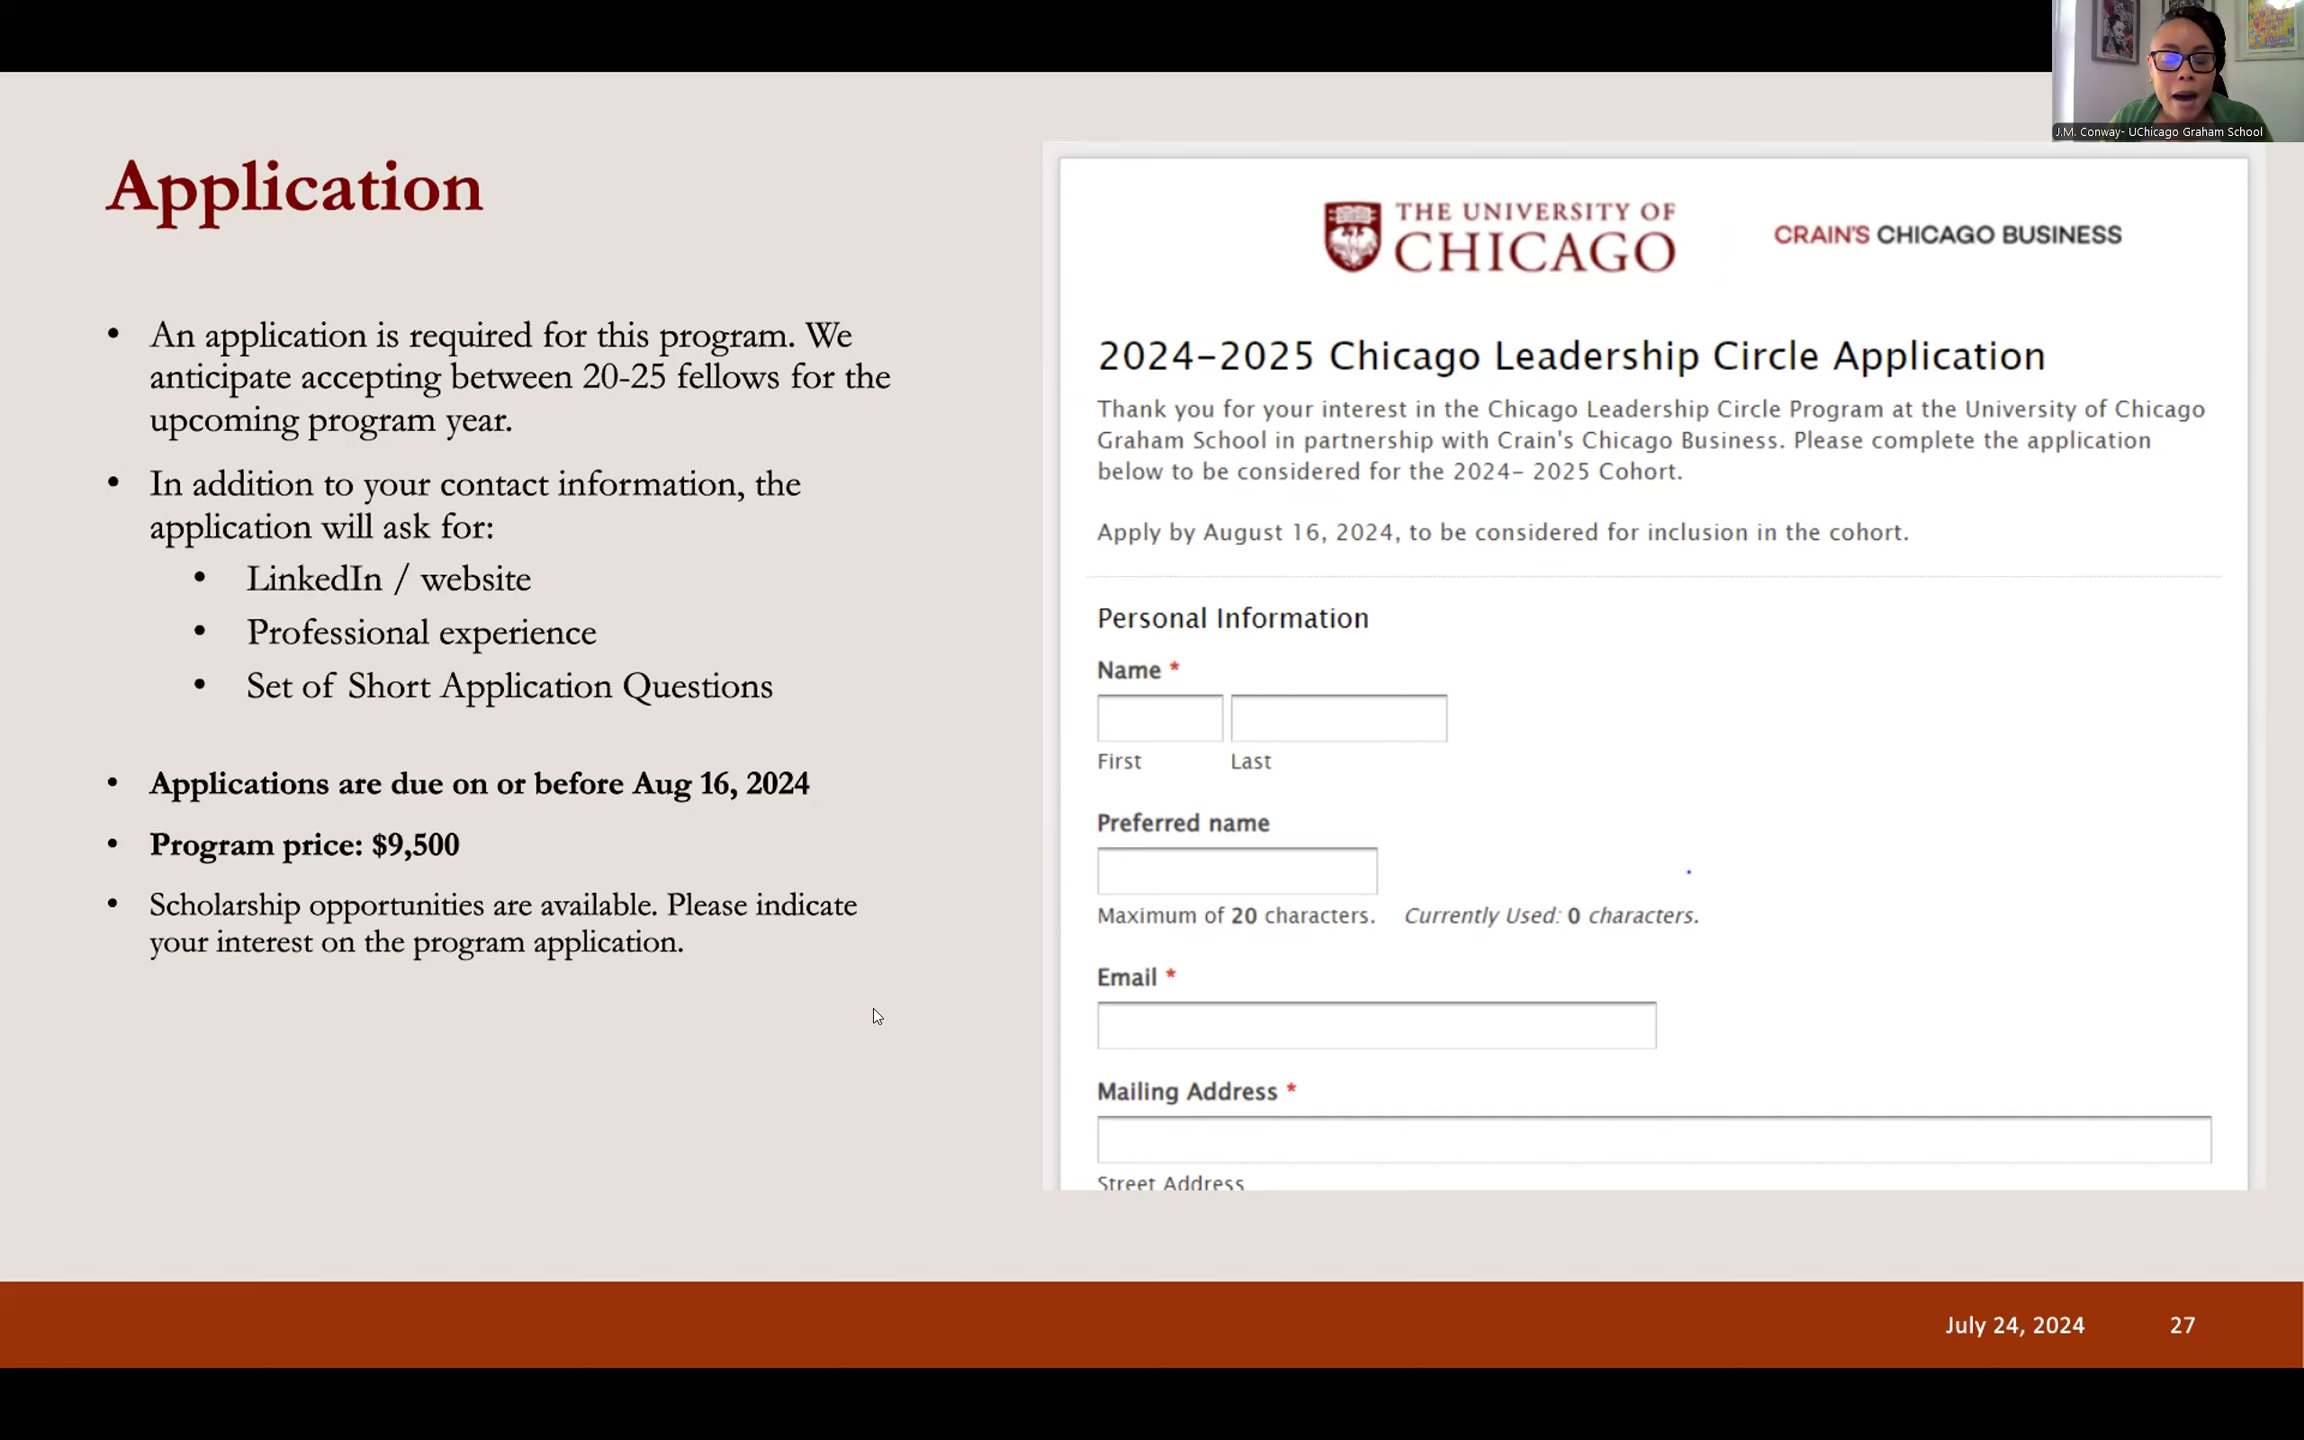 J.M. Conway- UChicago Graham School
Application
• An application is required for this program. We
anticipate accepting between 20-25 fellows for the
upcoming program year.
• In addition to your contact information, the
application will ask for:
• LinkedIn / website
• Professional experience
• Set of Short Application Questions
• Applications are due on or before Aug 16, 2024
• Program price: $9,500
• Scholarship opportunities are available. Please indicate
your interest on the program application.
THE UNIVERSITY OF
CHICAGO
CRAIN'S CHICAGO BUSINESS
2024-2025 Chicago Leadership Circle Application
Thank you for your interest in the Chicago Leadership Circle Program at the University of Chicago
Graham School in partnership with Crain's Chicago Business. Please complete the application
below to be considered for the 2024- 2025 Cohort.
Apply by August 16, 2024, to be considered for inclusion in the cohort.
Personal Information
Name *
First Last
Preferred name
Maximum of 20 characters. Currently Used: 0 characters.
Email *
Mailing Address *
Street Address
July 24, 2024 27